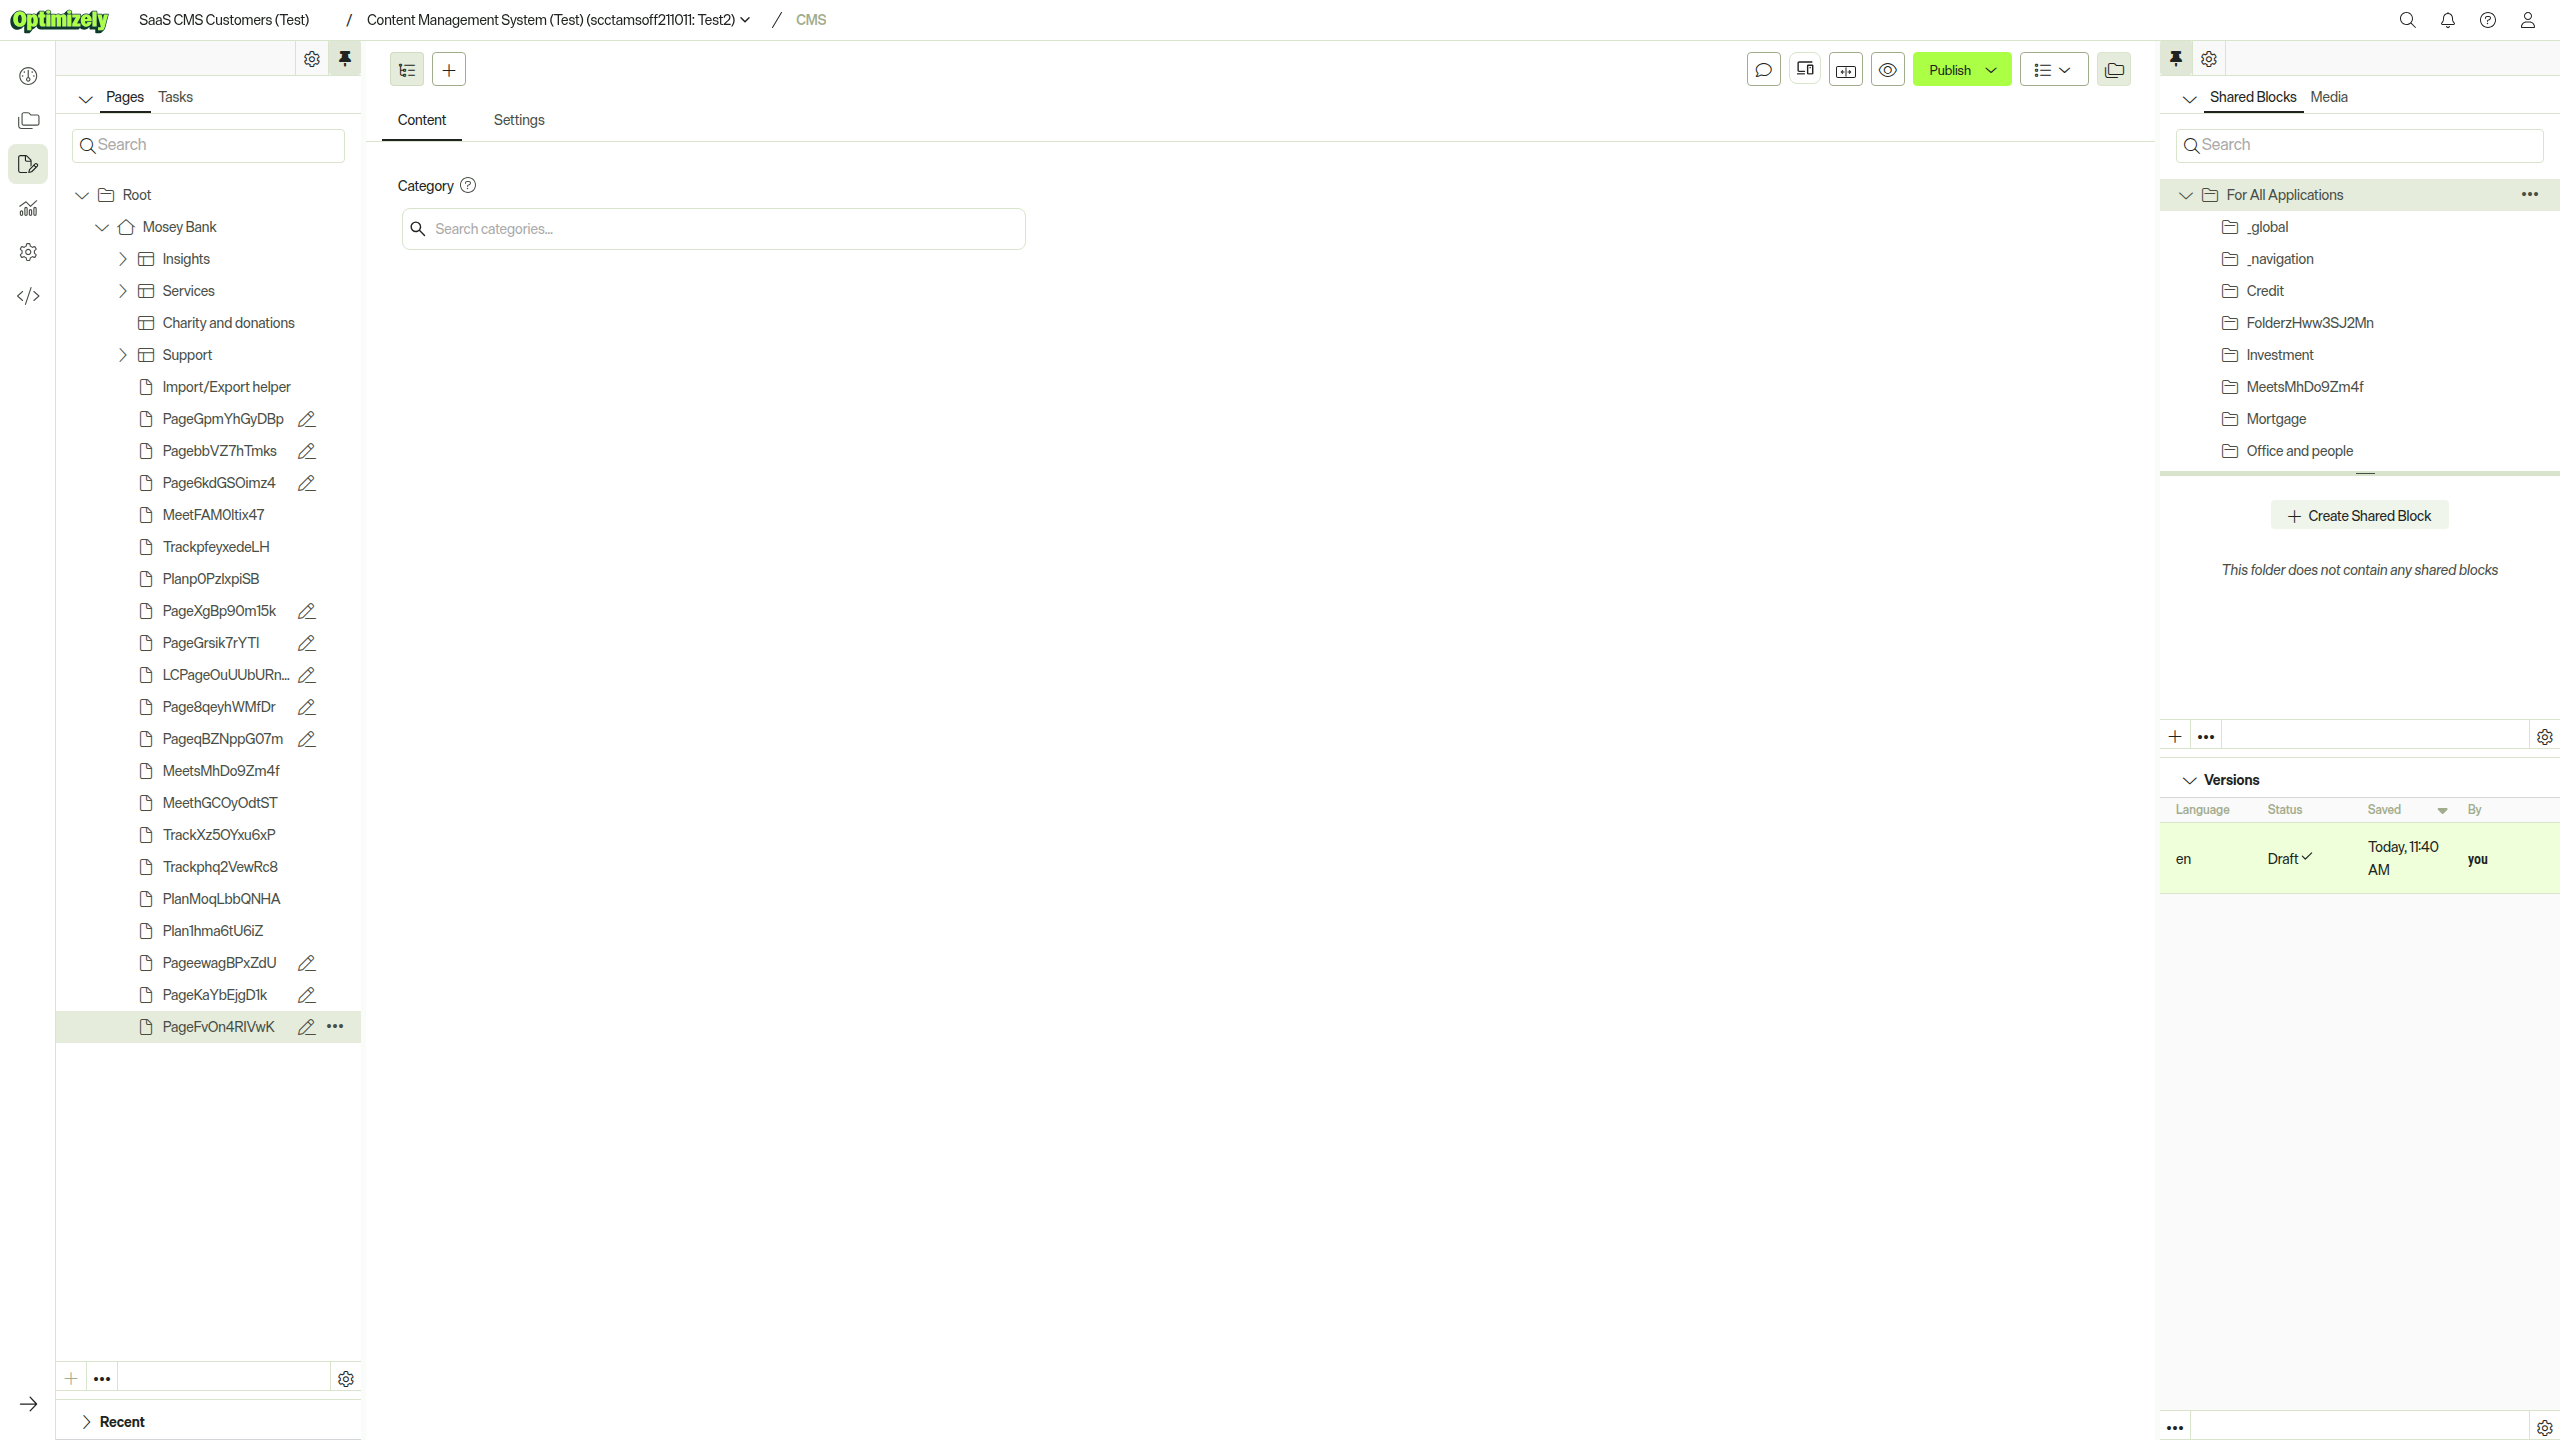 Optimizely
SaaS CMS Customers (Test) / Content Management System (Test) (scctamsoff211011: Test2) / CMS
Pages Tasks
Search
Root
Mosey Bank
Insights
Services
Charity and donations
Support
Import/Export helper
PageGpmYhGyDBp
PagebbVZ7hTmks
Page6kdGSOimz4
MeetFAM0ltix47
TrackpfeyxedeLH
Planp0PzIxpiSB
PageXgBp90m15k
PageGrsik7rYTI
LCPageOuUUbURn...
Page8qeyhWMfDr
PageqBZNppG07m
MeetsMhDo9Zm4f
MeethGCOyOdtST
TrackXz5OYxu6xP
Trackphq2VewRc8
PlanMoqLbbQNHA
Plan1hma6tU6iZ
PageewagBPxZdU
PageKaYbEjgD1k
PageFvOn4RIVwK
Recent
Publish
Content Settings
Category
Search categories...
Shared Blocks Media
Search
For All Applications
_global
_navigation
Credit
FolderzHww3SJ2Mn
Investment
MeetsMhDo9Zm4f
Mortgage
Office and people
Create Shared Block
This folder does not contain any shared blocks
Versions
Language Status Saved By
en Draft Today, 11:40 AM you